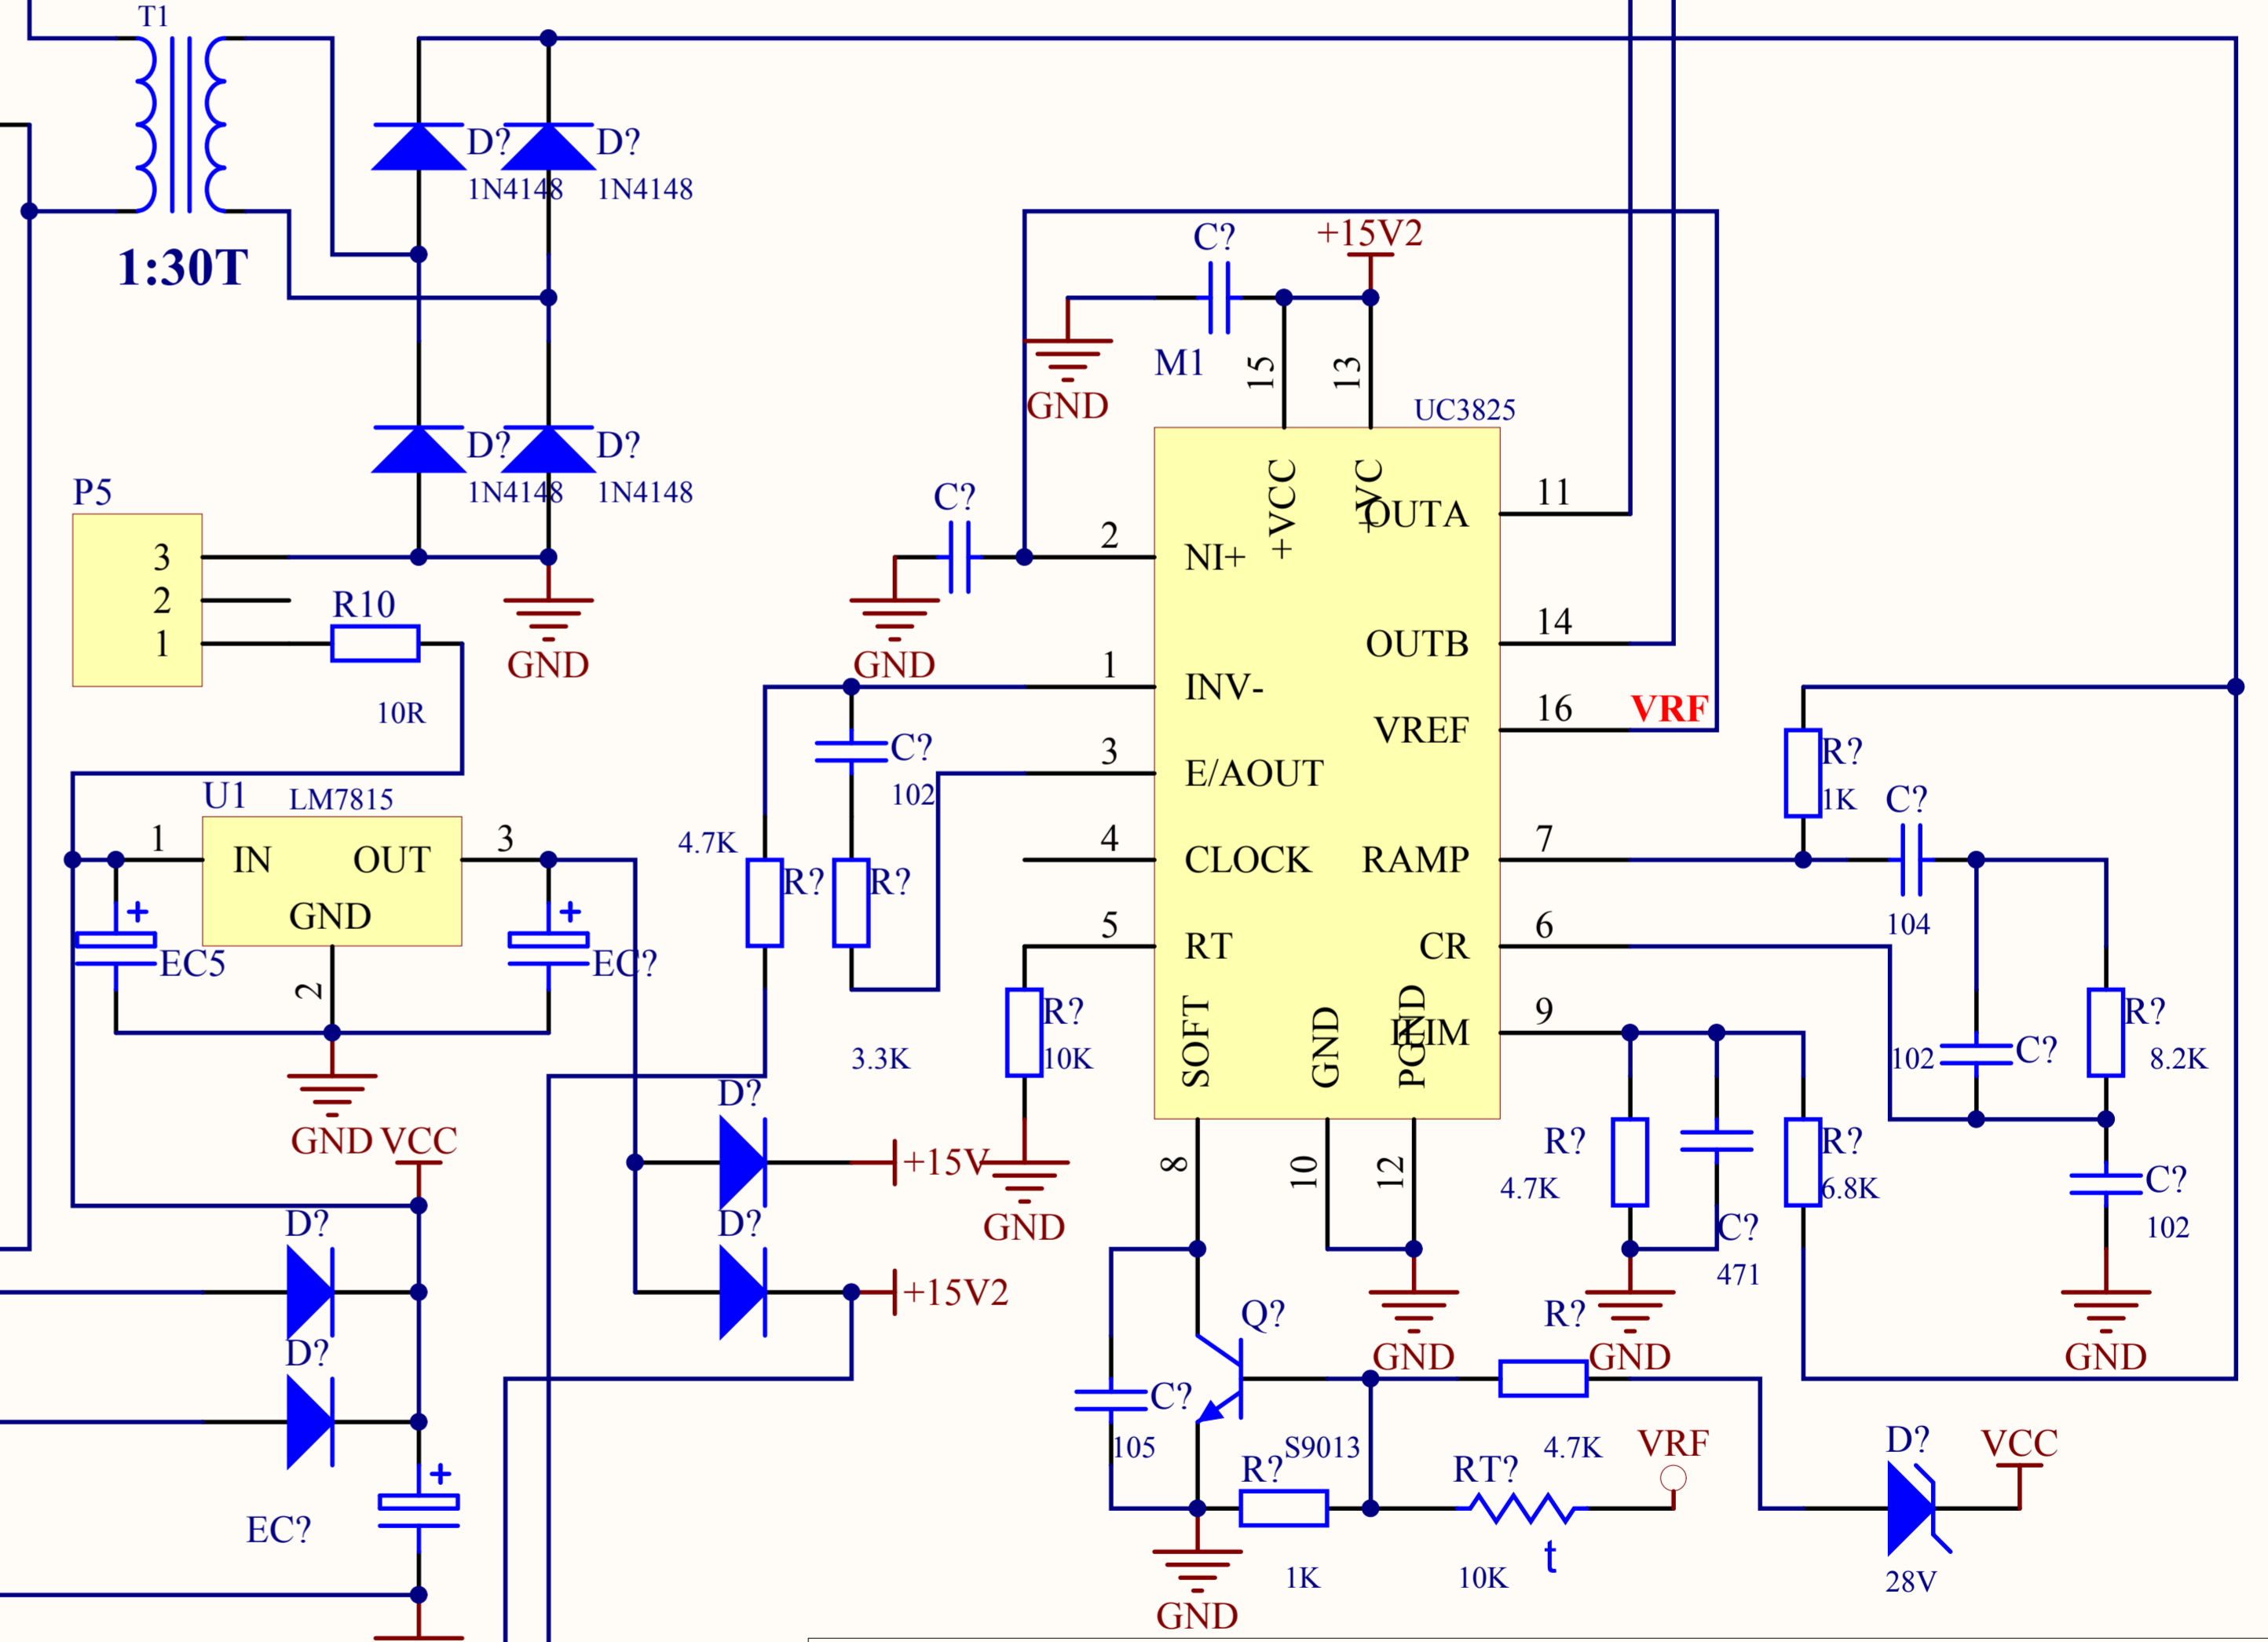 T1
1:30T
D?
1N4148
D?
1N4148
D?
1N4148
D?
1N4148
P5
3
2
1
R10
10R
GND
U1
LM7815
1
IN
OUT
3
GND
2
EC5
EC?
GND
VCC
D?
D?
EC?
D?
+15V
D?
+15V2
4.7K
R?
C?
102
R?
3.3K
C?
GND
C?
M1
GND
+15V2
15
13
UC3825
+VCC
+VC
2
NI+
1
INV-
3
E/AOUT
4
CLOCK
5
RT
OUTA
11
OUTB
14
VREF
16
VRF
RAMP
7
CR
6
ILIM
9
SOFT
GND
PGND
8
10
12
R?
10K
GND
R?
1K
C?
104
102
C?
R?
8.2K
C?
102
GND
R?
4.7K
C?
471
R?
6.8K
GND
GND
Q?
S9013
C?
105
R?
4.7K
R?
1K
RT?
10K
t
VRF
D?
28V
VCC
GND